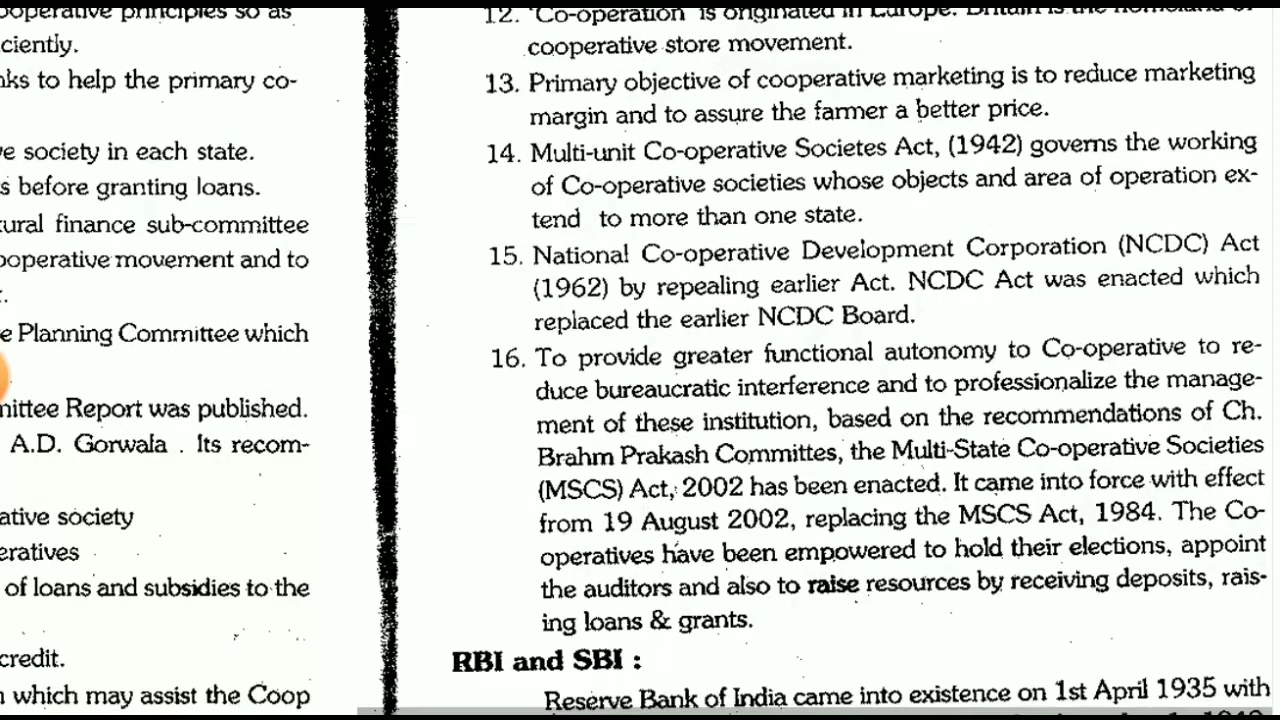 ooperative principles so as
ciently.
nks to help the primary co-
ve society in each state.
s before granting loans.
tural finance sub-committee
ooperative movement and to
r.
e Planning Committee which
mittee Report was published.
A.D. Gorwala . Its recom-
ative society
eratives
of loans and subsidies to the
credit.
n which may assist the Coop
12. 'Co-operation' is originated in Europe. Britain is the homeland of
cooperative store movement.
13. Primary objective of cooperative marketing is to reduce marketing
margin and to assure the farmer a better price.
14. Multi-unit Co-operative Societes Act, (1942) governs the working
of Co-operative societies whose objects and area of operation ex-
tend to more than one state.
15. National Co-operative Development Corporation (NCDC) Act
(1962) by repealing earlier Act. NCDC Act was enacted which
replaced the earlier NCDC Board.
16. To provide greater functional autonomy to Co-operative to re-
duce bureaucratic interference and to professionalize the manage-
ment of these institution, based on the recommendations of Ch.
Brahm Prakash Committes, the Multi-State Co-operative Societies
(MSCS) Act, 2002 has been enacted. It came into force with effect
from 19 August 2002, replacing the MSCS Act, 1984. The Co-
operatives have been empowered to hold their elections, appoint
the auditors and also to raise resources by receiving deposits, rais-
ing loans & grants.
RBI and SBI :
Reserve Bank of India came into existence on 1st April 1935 with